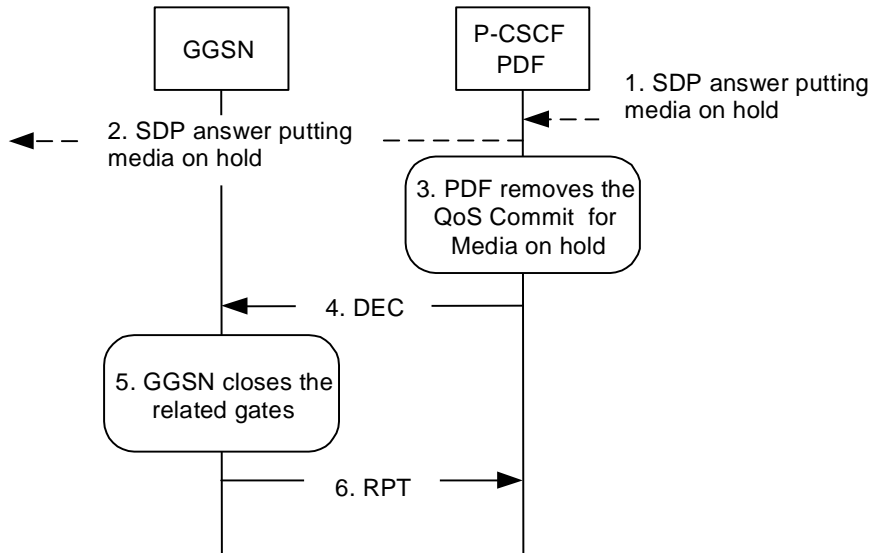 GGSN
P-CSCF
PDF
1. SDP answer putting
media on hold
2. SDP answer putting
media on hold
3. PDF removes the
QoS Commit for
Media on hold
4. DEC
5. GGSN closes the
related gates
6. RPT